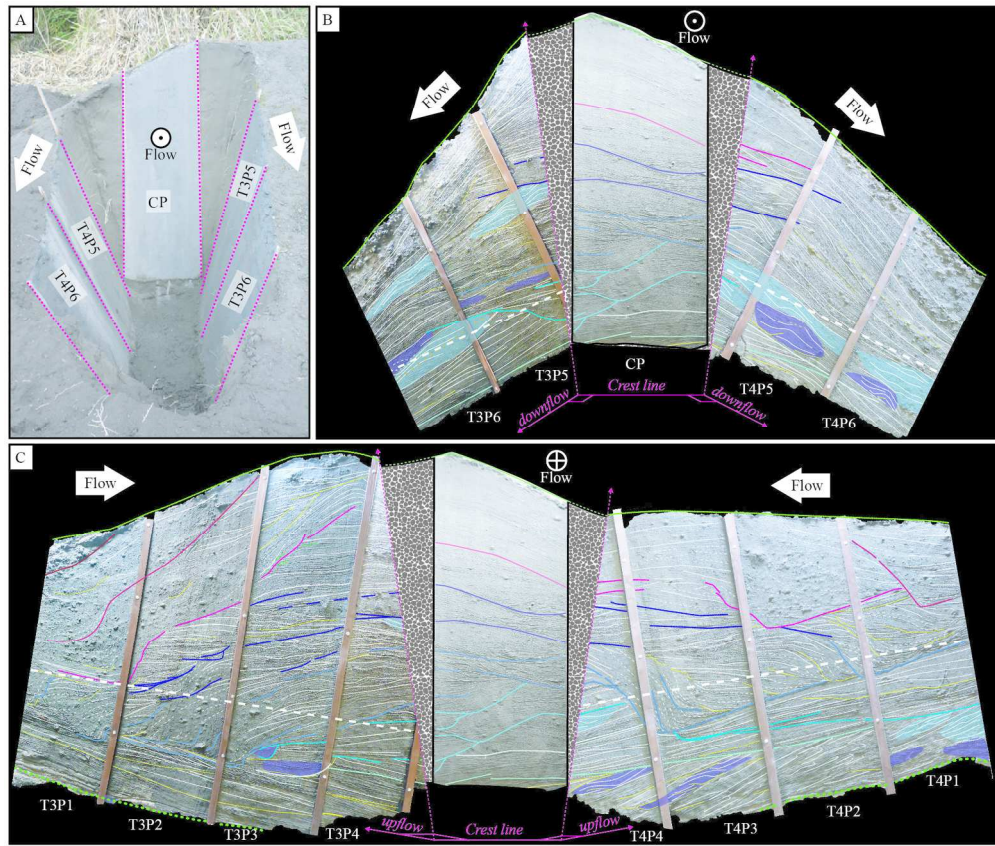 A
Flow
Flow
Flow
CP
T3P5
T4P5
T3P6
T4P6
B
Flow
Flow
Flow
CP
T3P5
T4P5
T3P6
T4P6
downflow
Crest line
downflow
C
Flow
Flow
Flow
T3P1
T3P2
T3P3
T3P4
upflow
Crest line
upflow
T4P4
T4P3
T4P2
T4P1